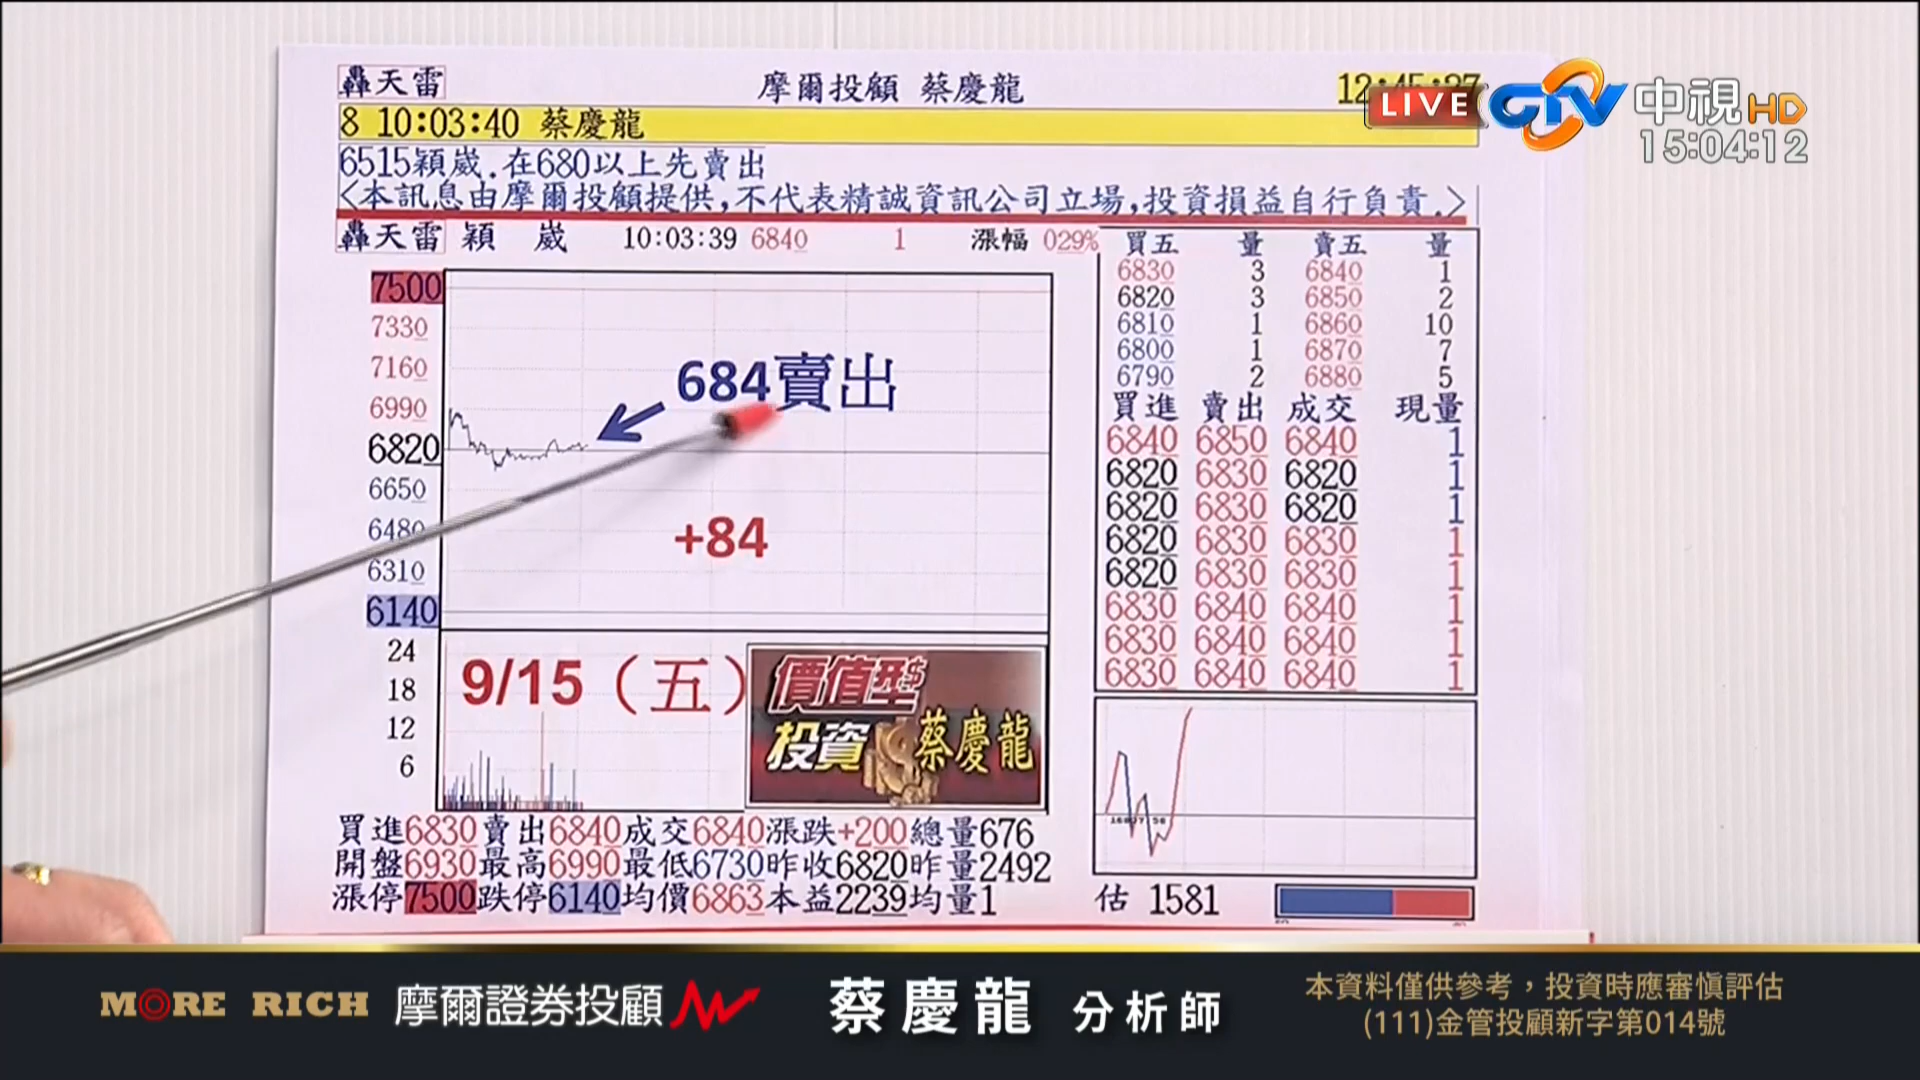 轟天雷 摩爾投顧 蔡慶龍 12:45:27
LIVE CTV 中視HD
15:04:12
8 10:03:40 蔡慶龍
6515穎崴.在680以上先賣出
<本訊息由摩爾投顧提供,不代表精誠資訊公司立場,投資損益自行負責.>
轟天雷 穎 崴 10:03:39 6840 1 漲幅 029%
買五 量 賣五 量
6830 3 6840 1
6820 3 6850 2
6810 1 6860 10
6800 1 6870 7
6790 2 6880 5
買進 賣出 成交 現量
6840 6850 6840 1
6820 6830 6820 1
6820 6830 6820 1
6820 6830 6830 1
6820 6830 6830 1
6830 6840 6840 1
6830 6840 6840 1
6830 6840 6840 1
7500
7330
7160
6990
6820
6650
6480
6310
6140
684賣出
+84
24
18
12
6
9/15（五）
價值型$
投資 蔡慶龍
買進6830賣出6840成交6840漲跌+200總量676
開盤6930最高6990最低6730昨收6820昨量2492
漲停7500跌停6140均價6863本益2239均量1
估 1581
MORE RICH 摩爾證券投顧 蔡慶龍 分析師
本資料僅供參考，投資時應審慎評估
(111)金管投顧新字第014號